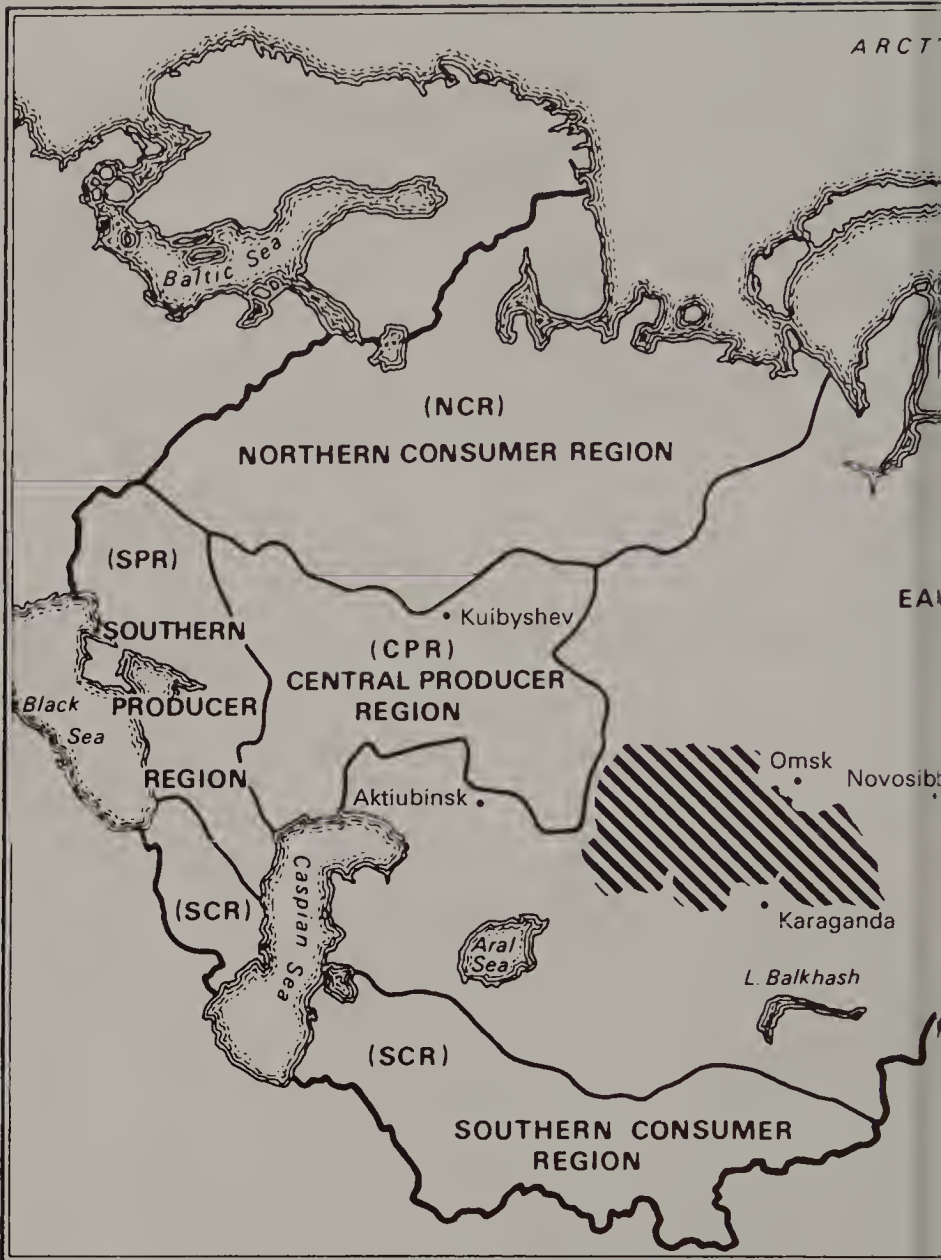 ARCT
Baltic Sea
(NCR)
NORTHERN CONSUMER REGION
(SPR)
SOUTHERN
PRODUCER
REGION
EA
Kuibyshev
(CPR)
CENTRAL PRODUCER
REGION
Black
Sea
Omsk
Novosib
Aktiubinsk
Caspian Sea
(SCR)
Karaganda
Aral
Sea
L. Balkhash
(SCR)
SOUTHERN CONSUMER
REGION